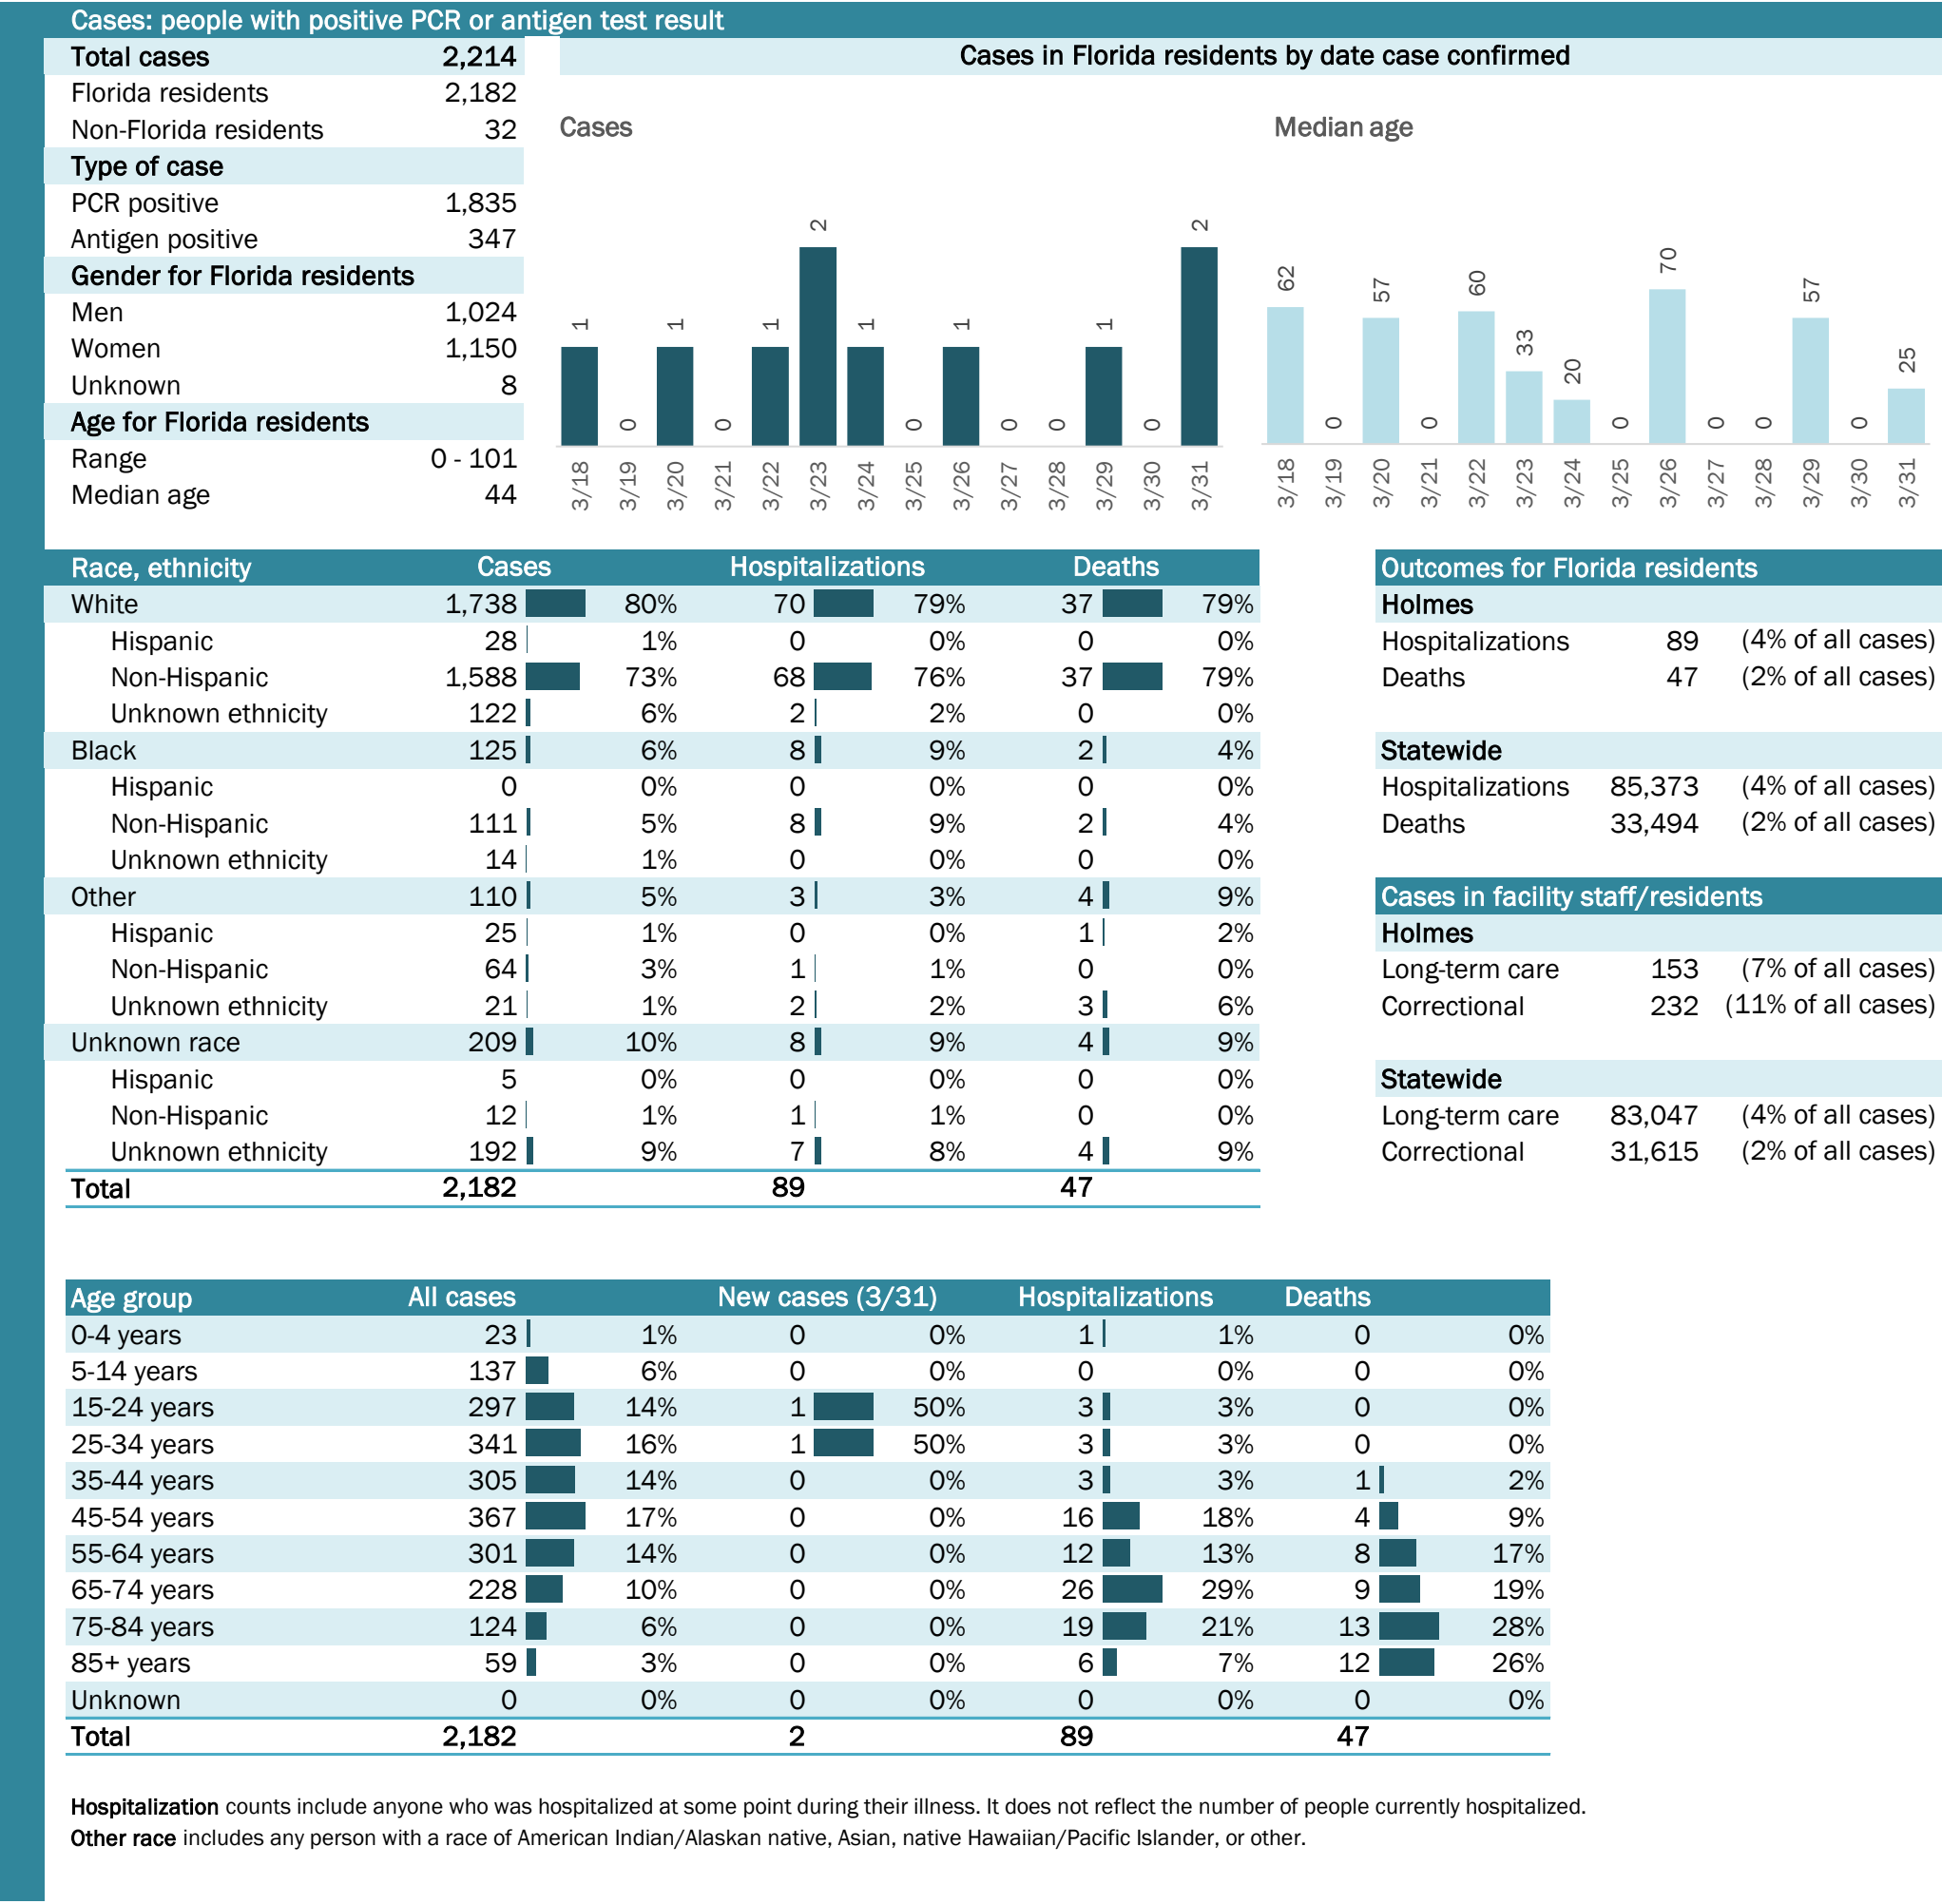 Cases: people with positive PCR or antigen test result
Total cases 2,214
Florida residents 2,182
Non-Florida residents 32
Type of case
PCR positive 1,835
Antigen positive 347
Gender for Florida residents
Men 1,024
Women 1,150
Unknown 8
Age for Florida residents
Range 0 - 101
Median age 44
Cases in Florida residents by date case confirmed
Cases
1 0 1 0 1 2 1 0 1 0 0 1 0 2
3/18 3/19 3/20 3/21 3/22 3/23 3/24 3/25 3/26 3/27 3/28 3/29 3/30 3/31
Median age
62 0 57 0 60 33 20 0 70 0 0 57 0 25
3/18 3/19 3/20 3/21 3/22 3/23 3/24 3/25 3/26 3/27 3/28 3/29 3/30 3/31
Race, ethnicity Cases Hospitalizations Deaths
White 1,738 80% 70 79% 37 79%
Hispanic 28 1% 0 0% 0 0%
Non-Hispanic 1,588 73% 68 76% 37 79%
Unknown ethnicity 122 6% 2 2% 0 0%
Black 125 6% 8 9% 2 4%
Hispanic 0 0% 0 0% 0 0%
Non-Hispanic 111 5% 8 9% 2 4%
Unknown ethnicity 14 1% 0 0% 0 0%
Other 110 5% 3 3% 4 9%
Hispanic 25 1% 0 0% 1 2%
Non-Hispanic 64 3% 1 1% 0 0%
Unknown ethnicity 21 1% 2 2% 3 6%
Unknown race 209 10% 8 9% 4 9%
Hispanic 5 0% 0 0% 0 0%
Non-Hispanic 12 1% 1 1% 0 0%
Unknown ethnicity 192 9% 7 8% 4 9%
Total 2,182 89 47
Outcomes for Florida residents
Holmes
Hospitalizations 89 (4% of all cases)
Deaths 47 (2% of all cases)
Statewide
Hospitalizations 85,373 (4% of all cases)
Deaths 33,494 (2% of all cases)
Cases in facility staff/residents
Holmes
Long-term care 153 (7% of all cases)
Correctional 232 (11% of all cases)
Statewide
Long-term care 83,047 (4% of all cases)
Correctional 31,615 (2% of all cases)
Age group All cases New cases (3/31) Hospitalizations Deaths
0-4 years 23 1% 0 0% 1 1% 0 0%
5-14 years 137 6% 0 0% 0 0% 0 0%
15-24 years 297 14% 1 50% 3 3% 0 0%
25-34 years 341 16% 1 50% 3 3% 0 0%
35-44 years 305 14% 0 0% 3 3% 1 2%
45-54 years 367 17% 0 0% 16 18% 4 9%
55-64 years 301 14% 0 0% 12 13% 8 17%
65-74 years 228 10% 0 0% 26 29% 9 19%
75-84 years 124 6% 0 0% 19 21% 13 28%
85+ years 59 3% 0 0% 6 7% 12 26%
Unknown 0 0% 0 0% 0 0% 0 0%
Total 2,182 2 89 47
Hospitalization counts include anyone who was hospitalized at some point during their illness. It does not reflect the number of people currently hospitalized.
Other race includes any person with a race of American Indian/Alaskan native, Asian, native Hawaiian/Pacific Islander, or other.